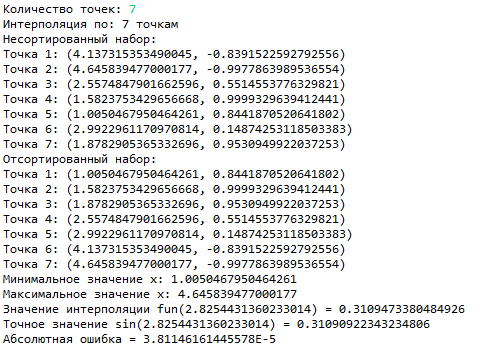 Количество точек: 7
Интерполяция по: 7 точкам
Несортированный набор:
Точка 1: (4.137315353490045, -0.8391522592792556)
Точка 2: (4.645839477000177, -0.9977863989536554)
Точка 3: (2.5574847901662596, 0.5514553776329821)
Точка 4: (1.5823753429656668, 0.9999329639412441)
Точка 5: (1.0050467950464261, 0.8441870520641802)
Точка 6: (2.9922961170970814, 0.14874253118503383)
Точка 7: (1.8782905365332696, 0.9530949922037253)
Отсортированный набор:
Точка 1: (1.0050467950464261, 0.8441870520641802)
Точка 2: (1.5823753429656668, 0.9999329639412441)
Точка 3: (1.8782905365332696, 0.9530949922037253)
Точка 4: (2.5574847901662596, 0.5514553776329821)
Точка 5: (2.9922961170970814, 0.14874253118503383)
Точка 6: (4.137315353490045, -0.8391522592792556)
Точка 7: (4.645839477000177, -0.9977863989536554)
Минимальное значение x: 1.0050467950464261
Максимальное значение x: 4.645839477000177
Значение интерполяции fun(2.8254431360233014) = 0.3109473380484926
Точное значение sin(2.8254431360233014) = 0.31090922343234806
Абсолютная ошибка = 3.81146161445578E-5